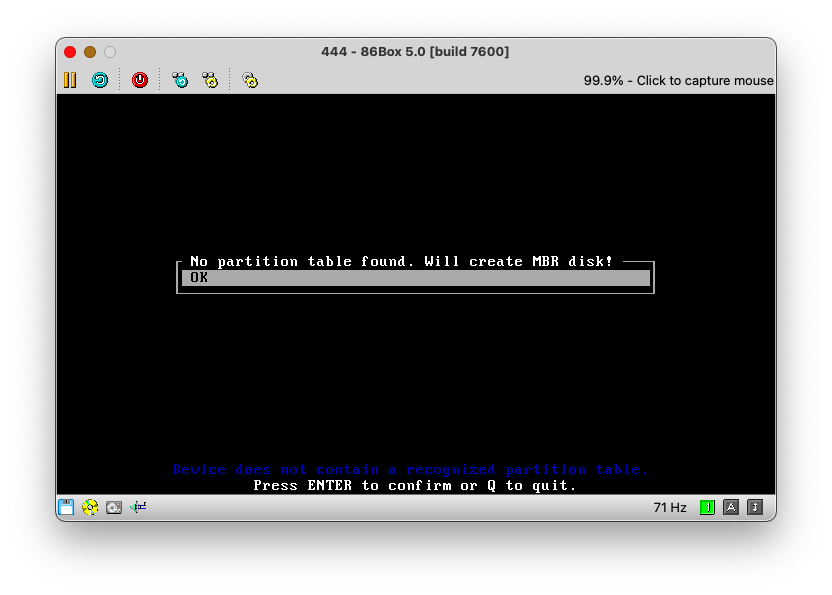 444 - 86Box 5.0 [build 7600]
99.9% - Click to capture mouse
No partition table found. Will create MBR disk!
OK
Device does not contain a recognized partition table.
Press ENTER to confirm or Q to quit.
71 Hz
1 A